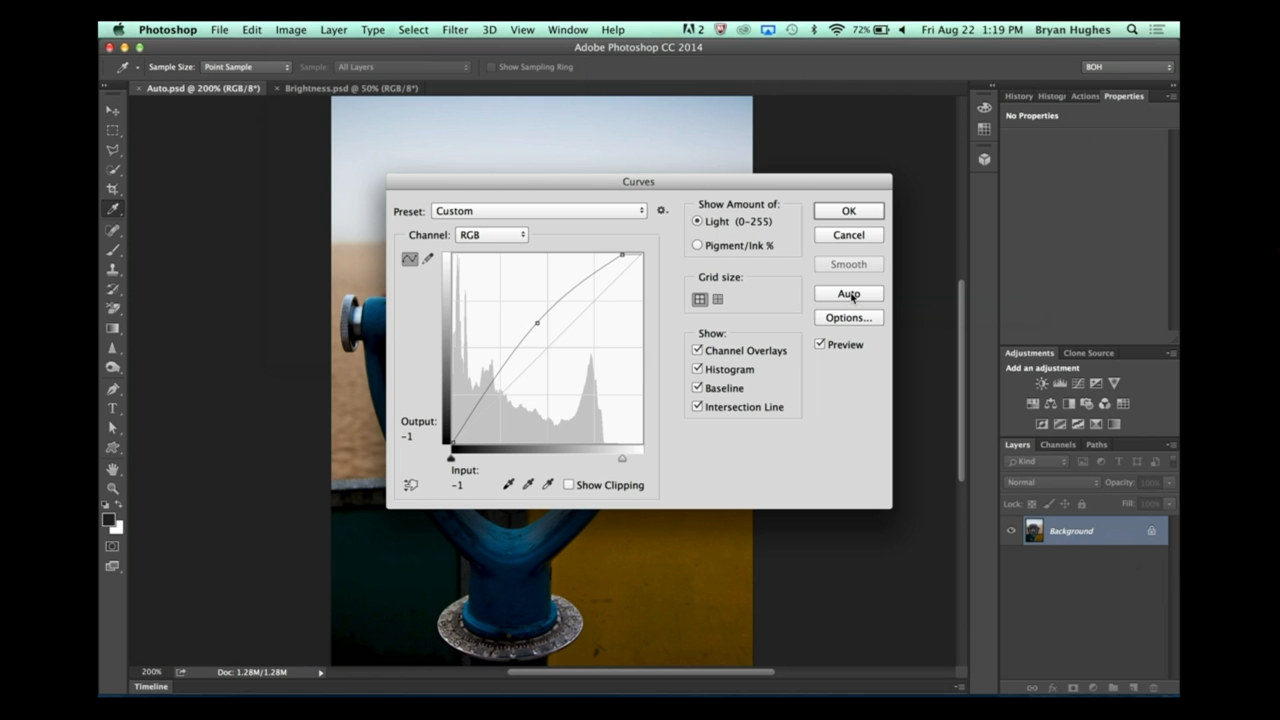 Photoshop File Edit Image Layer Type Select Filter 3D View Window Help 2 72% Fri Aug 22 1:19 PM Bryan Hughes
Adobe Photoshop CC 2014
Sample Size: Point Sample Sample: All Layers Show Sampling Ring BOH
× Auto.psd @ 200% (RGB/8*) × Brightness.psd @ 50% (RGB/8*)
History Histogr Actions Properties
No Properties
Curves
Preset: Custom
Channel: RGB
Show Amount of:
Light (0-255)
Pigment/Ink %
Grid size:
Show:
Channel Overlays
Histogram
Baseline
Intersection Line
OK
Cancel
Smooth
Auto
Options...
Preview
Output:
-1
Input:
-1
Show Clipping
Adjustments Clone Source
Add an adjustment
Layers Channels Paths
Kind
Normal Opacity: 100%
Lock: Fill: 100%
Background
200% Doc: 1.28M/1.28M
Timeline